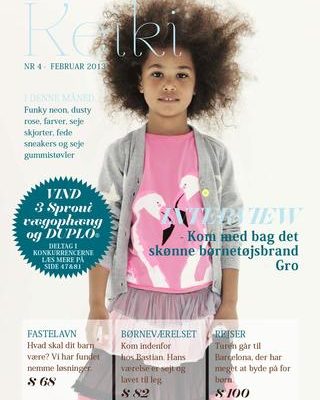 Keiki
NR 4 - FEBRUAR 2013
I DENNE MÅNED
Funky neon, dusty
rose, farver, seje
skjorter, fede
sneakers og seje
gummistøvler
VIND
3 Sprout
vægophæng
og DUPLO
DELTAG I
KONKURRENCERNE
LÆS MERE PÅ
SIDE 47&81
INTERVIEW
- Kom med bag det
skønne børnetøjsbrand
Gro
FASTELAVN
Hvad skal dit barn
være? Vi har fundet
nemme løsninger.
S 68
BØRNEVÆRELSET
Kom indenfor
hos Bastian. Hans
værelse er sejt og
lavet til leg.
S 82
REJSER
Turen går til
Barcelona, der har
meget at byde på for
børn.
S 100